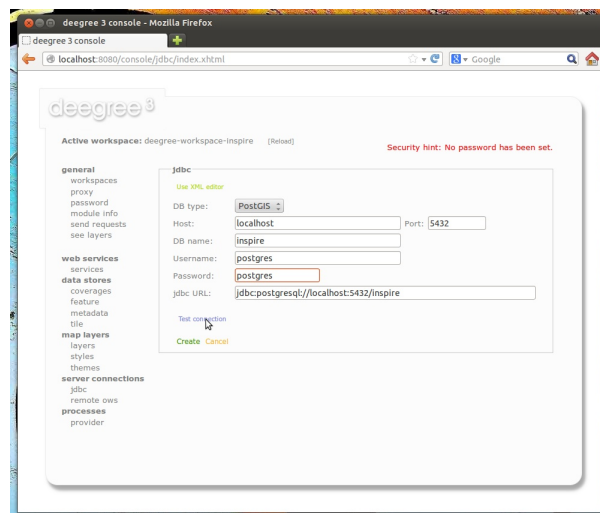 deegree 3 console - Mozilla Firefox
deegree 3 console
localhost:8080/console/jdbc/index.xhtml
Google
deegree 3
Active workspace: deegree-workspace-inspire [Reload]
Security hint: No password has been set.
general
workspaces
proxy
password
module info
send requests
see layers
web services
services
data stores
coverages
feature
metadata
tile
map layers
layers
styles
themes
server connections
jdbc
remote ows
processes
provider
jdbc
Use XML editor
DB type: PostGIS
Host: localhost Port: 5432
DB name: inspire
Username: postgres
Password: postgres
jdbc URL: jdbc:postgresql://localhost:5432/inspire
Test connection
Create Cancel